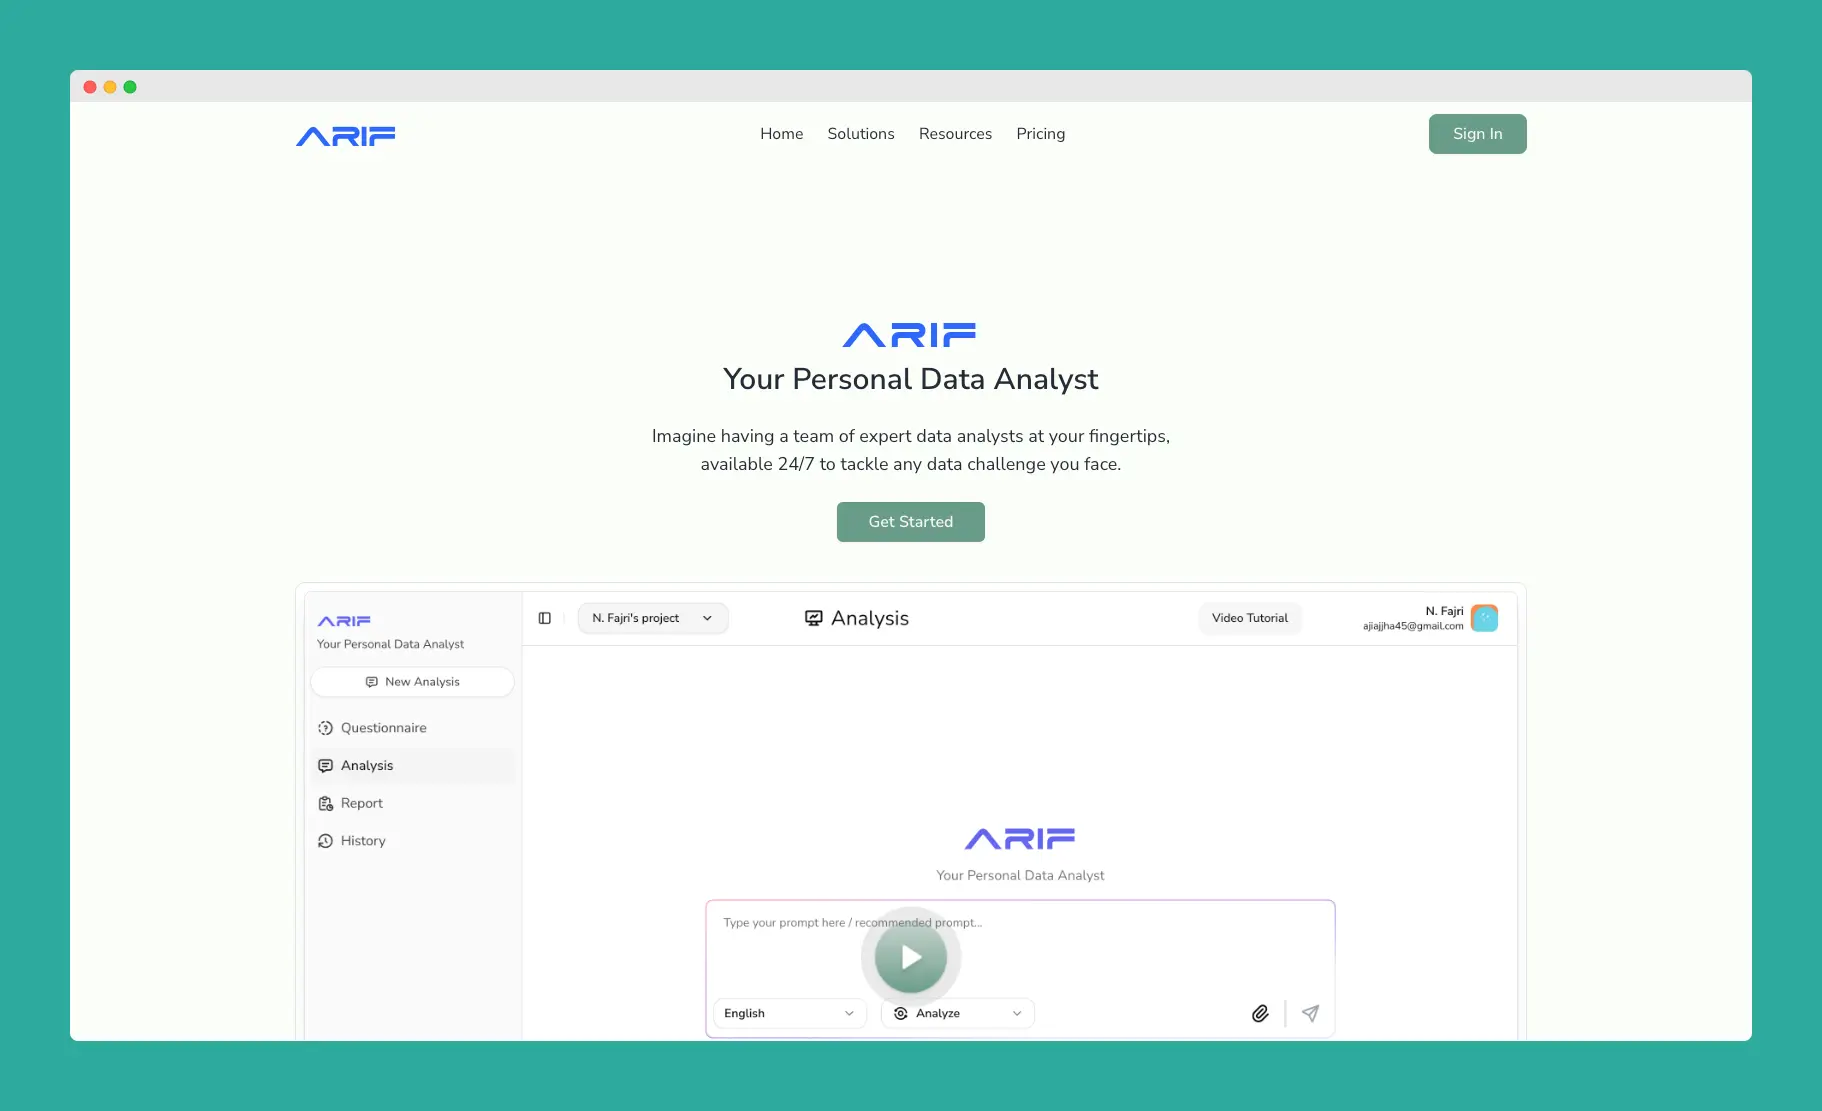 ARIF
Home Solutions Resources Pricing
Sign In
ARIF
Your Personal Data Analyst
Imagine having a team of expert data analysts at your fingertips,
available 24/7 to tackle any data challenge you face.
Get Started
ARIF
Your Personal Data Analyst
New Analysis
Questionnaire
Analysis
Report
History
N. Fajri's project
Analysis
Video Tutorial
N. Fajri
ajiajjha45@gmail.com
ARIF
Your Personal Data Analyst
Type your prompt here / recommended prompt...
English
Analyze